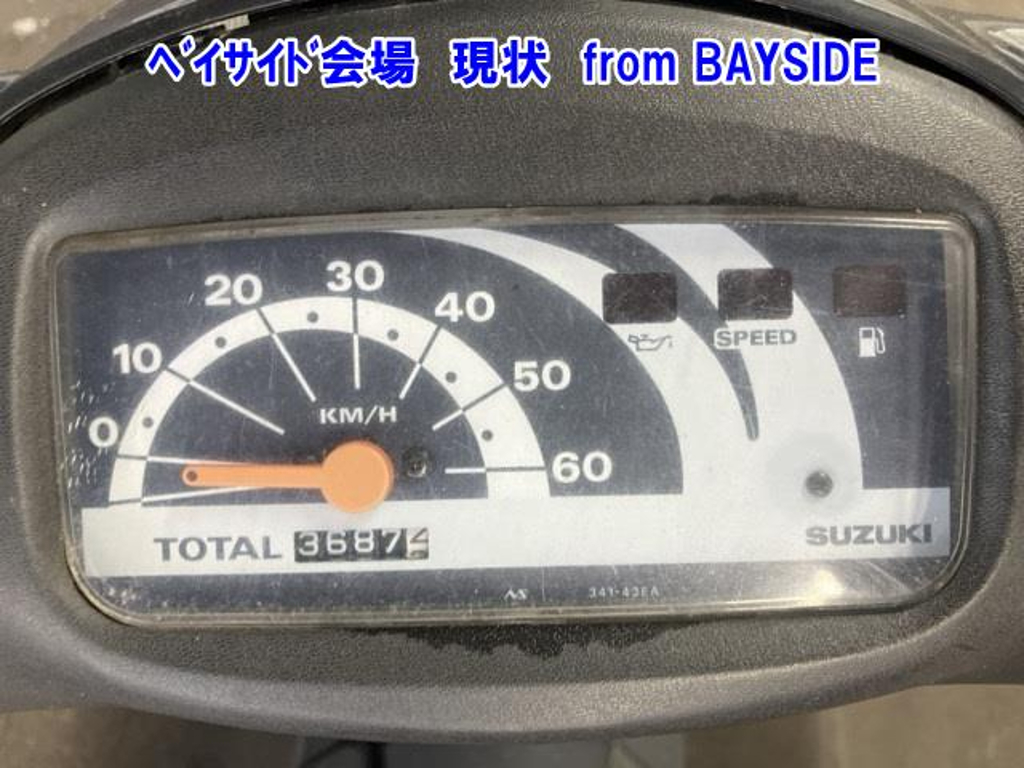 ﾍﾞｲｻｲﾄﾞ会場　現状　from BAYSIDE
30
20
40
10
50
0
60
KM/H
SPEED
TOTAL 3687
SUZUKI
341-43EA